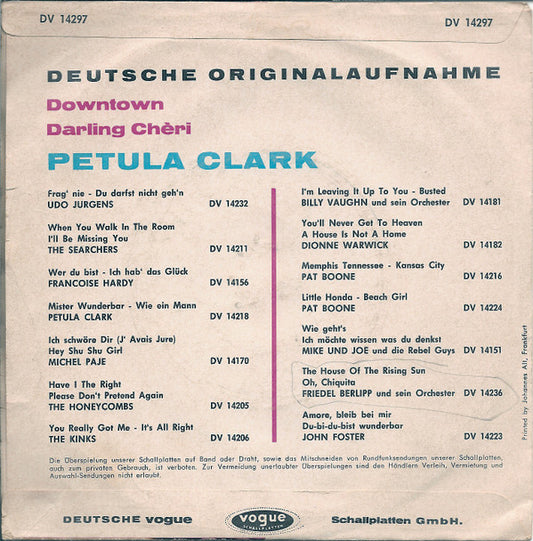 DV 14297
DV 14297
DEUTSCHE ORIGINALAUFNAHME
Downtown
Darling Chèri
PETULA CLARK
Frag' nie - Du darfst nicht geh'n
UDO JURGENS DV 14232
When You Walk In The Room
I'll Be Missing You
THE SEARCHERS DV 14211
Wer du bist - Ich hab' das Glück
FRANCOISE HARDY DV 14156
Mister Wunderbar - Wie ein Mann
PETULA CLARK DV 14218
Ich schwöre Dir (J' Avais Jure)
Hey Shu Shu Girl
MICHEL PAJE DV 14170
Have I The Right
Please Don't Pretend Again
THE HONEYCOMBS DV 14205
You Really Got Me - It's All Right
THE KINKS DV 14206
I'm Leaving It Up To You - Busted
BILLY VAUGHN und sein Orchester DV 14181
You'll Never Get To Heaven
A House Is Not A Home
DIONNE WARWICK DV 14182
Memphis Tennessee - Kansas City
PAT BOONE DV 14216
Little Honda - Beach Girl
PAT BOONE DV 14224
Wie geht's
Ich möchte wissen was du denkst
MIKE UND JOE und die Rebel Guys DV 14151
The House Of The Rising Sun
Oh, Chiquita
FRIEDEL BERLIPP und sein Orchester DV 14236
Amore, bleib bei mir
Du-bi-du-bist wunderbar
JOHN FOSTER DV 14223
Printed by Johannes Alt, Frankfurt
Die Überspielung unserer Schallplatten auf Band oder Draht, sowie das Mitschneiden von Rundfunksendungen unserer Schallplatten,
auch zum privaten Gebrauch, ist verboten. Zur Vermeidung unerlaubter Überspielungen sind den Händlern Verleih, Vermietung und
Auswahl-Sendungen nicht erlaubt.
DEUTSCHE vogue
vogue
SCHALLPLATTEN
Schallplatten GmbH.